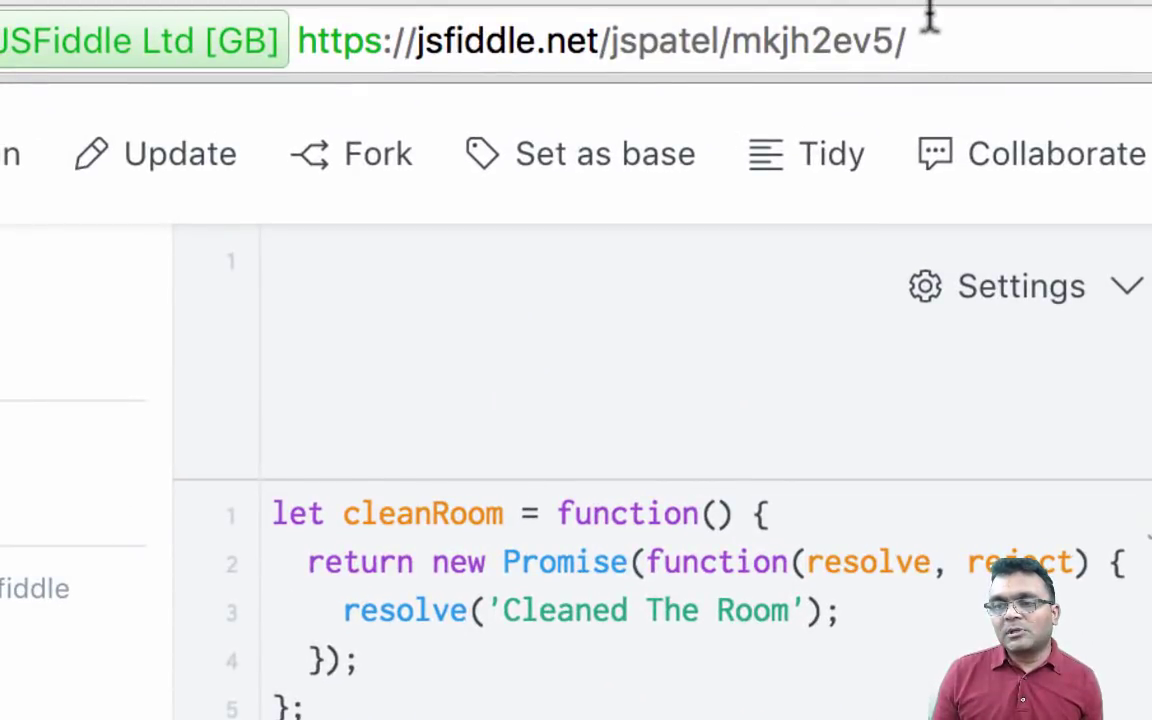 JSFiddle Ltd [GB] https://jsfiddle.net/jspatel/mkjh2ev5/
n Update Fork Set as base Tidy Collaborate
1
Settings
1 let cleanRoom = function() {
2 return new Promise(function(resolve, reject) {
3 resolve('Cleaned The Room');
4 });
5 };
fiddle